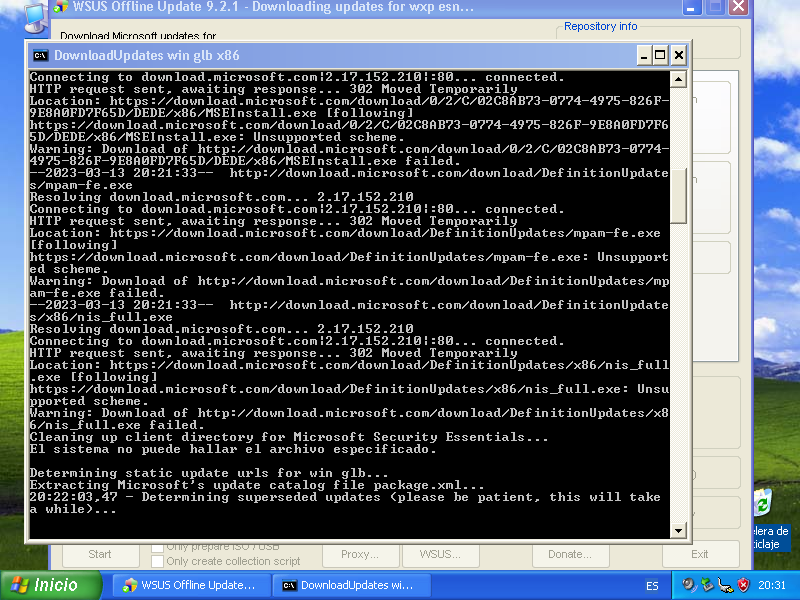 WSUS Offline Update 9.2.1 - Downloading updates for wxp esn...
Download Microsoft updates for
Repository info
DownloadUpdates win glb x86
Connecting to download.microsoft.com|2.17.152.210|:80... connected.
HTTP request sent, awaiting response... 302 Moved Temporarily
Location: https://download.microsoft.com/download/0/2/C/02C8AB73-0774-4975-826F-
9E8A0FD7F65D/DEDE/x86/MSEInstall.exe [following]
https://download.microsoft.com/download/0/2/C/02C8AB73-0774-4975-826F-9E8A0FD7F6
5D/DEDE/x86/MSEInstall.exe: Unsupported scheme.
Warning: Download of http://download.microsoft.com/download/0/2/C/02C8AB73-0774-
4975-826F-9E8A0FD7F65D/DEDE/x86/MSEInstall.exe failed.
--2023-03-13 20:21:33--  http://download.microsoft.com/download/DefinitionUpdate
s/mpam-fe.exe
Resolving download.microsoft.com... 2.17.152.210
Connecting to download.microsoft.com|2.17.152.210|:80... connected.
HTTP request sent, awaiting response... 302 Moved Temporarily
Location: https://download.microsoft.com/download/DefinitionUpdates/mpam-fe.exe
[following]
https://download.microsoft.com/download/DefinitionUpdates/mpam-fe.exe: Unsupport
ed scheme.
Warning: Download of http://download.microsoft.com/download/DefinitionUpdates/mp
am-fe.exe failed.
--2023-03-13 20:21:33--  http://download.microsoft.com/download/DefinitionUpdate
s/x86/nis_full.exe
Resolving download.microsoft.com... 2.17.152.210
Connecting to download.microsoft.com|2.17.152.210|:80... connected.
HTTP request sent, awaiting response... 302 Moved Temporarily
Location: https://download.microsoft.com/download/DefinitionUpdates/x86/nis_full
.exe [following]
https://download.microsoft.com/download/DefinitionUpdates/x86/nis_full.exe: Unsu
pported scheme.
Warning: Download of http://download.microsoft.com/download/DefinitionUpdates/x8
6/nis_full.exe failed.
Cleaning up client directory for Microsoft Security Essentials...
El sistema no puede hallar el archivo especificado.
Determining static update urls for win glb...
Extracting Microsoft's update catalog file package.xml...
20:22:03,47 - Determining superseded updates (please be patient, this will take
a while)...
Start
Only prepare ISO / USB
Only create collection script
Proxy...
WSUS...
Donate...
Exit
elera de
iclaje
Inicio
WSUS Offline Update...
DownloadUpdates wi...
ES
20:31